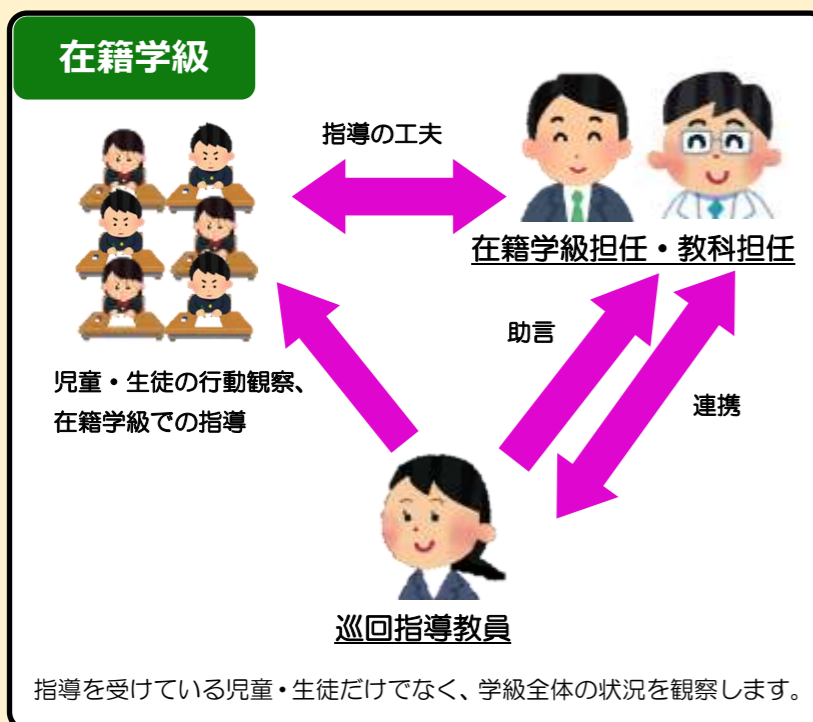 在籍学級
指導の工夫
在籍学級担任・教科担任
助言
児童・生徒の行動観察、
在籍学級での指導
連携
巡回指導教員
指導を受けている児童・生徒だけでなく、学級全体の状況を観察します。